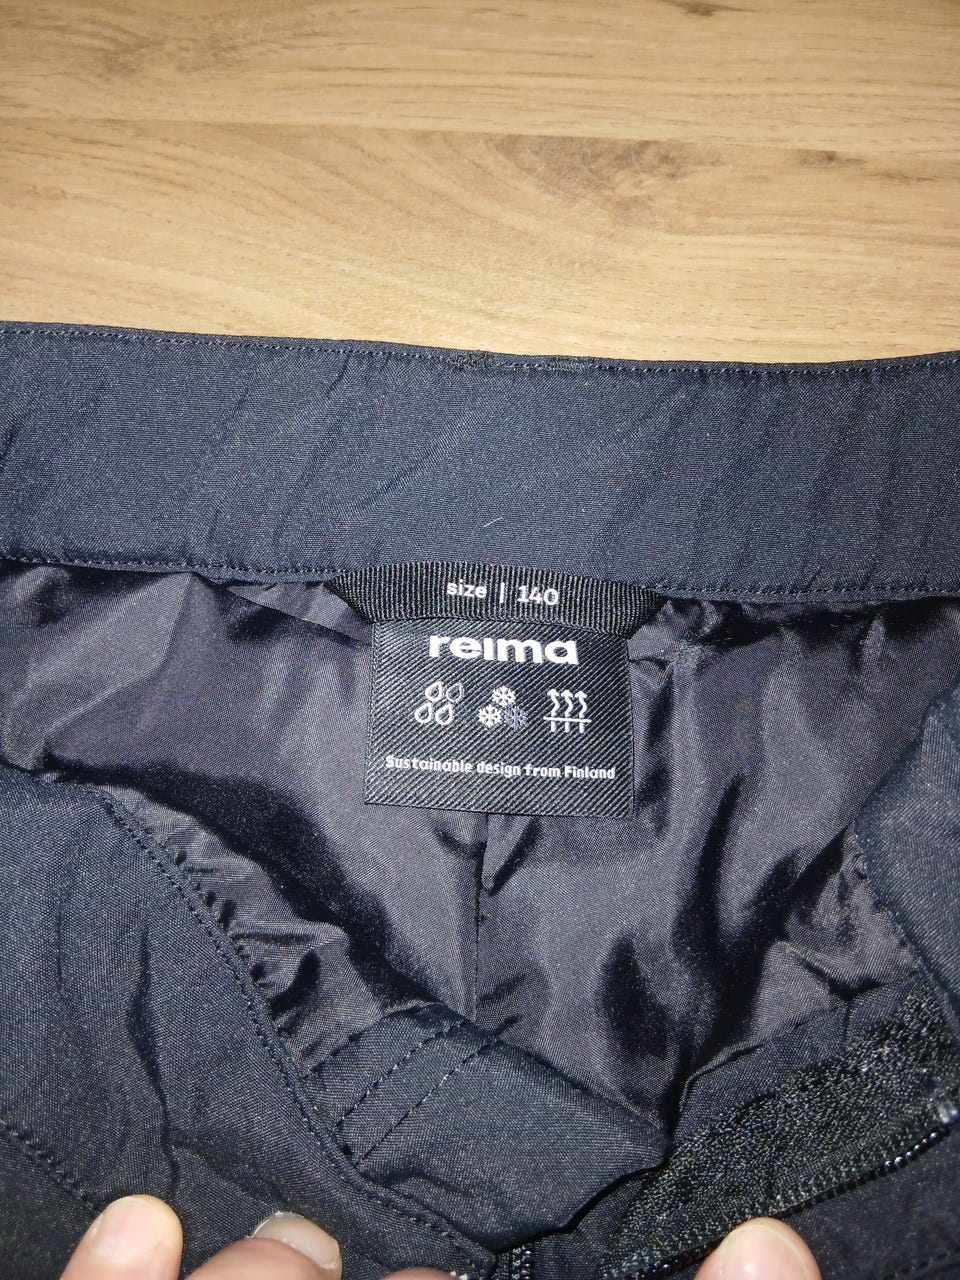 size | 140
reima
Sustainable design from Finland